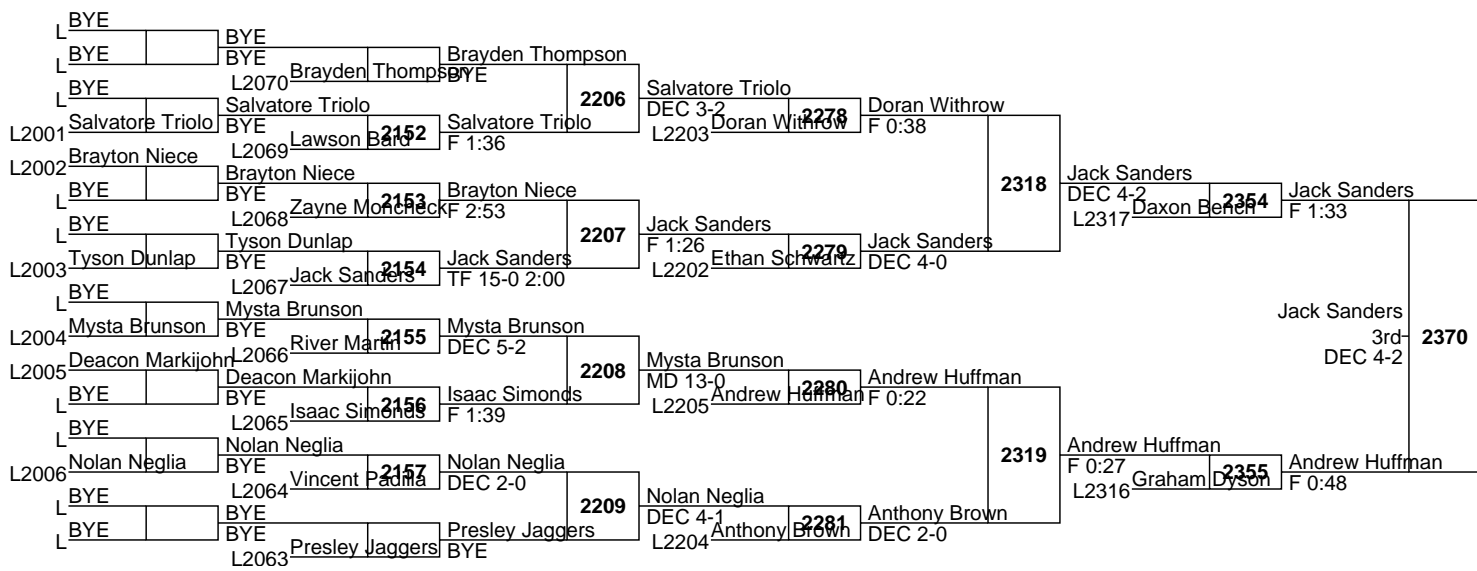 BYE
L
BYE
L
BYE
BYE
L2070
Brayden Thompson
Brayden Thompson
BYE
BYE
L
Salvatore Triolo
L2001
Salvatore Triolo
BYE
L2069
Lawson Bard
2152
Salvatore Triolo
F 1:36
2206
Salvatore Triolo
DEC 3-2
L2203
Doran Withrow
2278
Doran Withrow
F 0:38
Brayton Niece
L2002
BYE
L
Brayton Niece
BYE
L2068
Zayne Moncheck
2153
Brayton Niece
F 2:53
BYE
L
Tyson Dunlap
L2003
Tyson Dunlap
BYE
L2067
Jack Sanders
2154
Jack Sanders
TF 15-0 2:00
2207
Jack Sanders
F 1:26
L2202
Ethan Schwartz
2279
Jack Sanders
DEC 4-0
2318
Jack Sanders
DEC 4-2
L2317
Daxon Bench
2354
Jack Sanders
F 1:33
BYE
L
Mysta Brunson
L2004
Mysta Brunson
BYE
L2066
River Martin
2155
Mysta Brunson
DEC 5-2
Deacon Markijohn
L2005
BYE
L
Deacon Markijohn
BYE
L2065
Isaac Simonds
2156
Isaac Simonds
F 1:39
2208
Mysta Brunson
MD 13-0
L2205
Andrew Huffman
2280
Andrew Huffman
F 0:22
BYE
L
Nolan Neglia
L2006
Nolan Neglia
BYE
L2064
Vincent Padilla
2157
Nolan Neglia
DEC 2-0
BYE
L
BYE
L
BYE
BYE
L2063
Presley Jaggers
Presley Jaggers
BYE
2209
Nolan Neglia
DEC 4-1
L2204
Anthony Brown
2281
Anthony Brown
DEC 2-0
2319
Andrew Huffman
F 0:27
L2316
Graham Dyson
2355
Andrew Huffman
F 0:48
Jack Sanders
3rd
DEC 4-2
2370